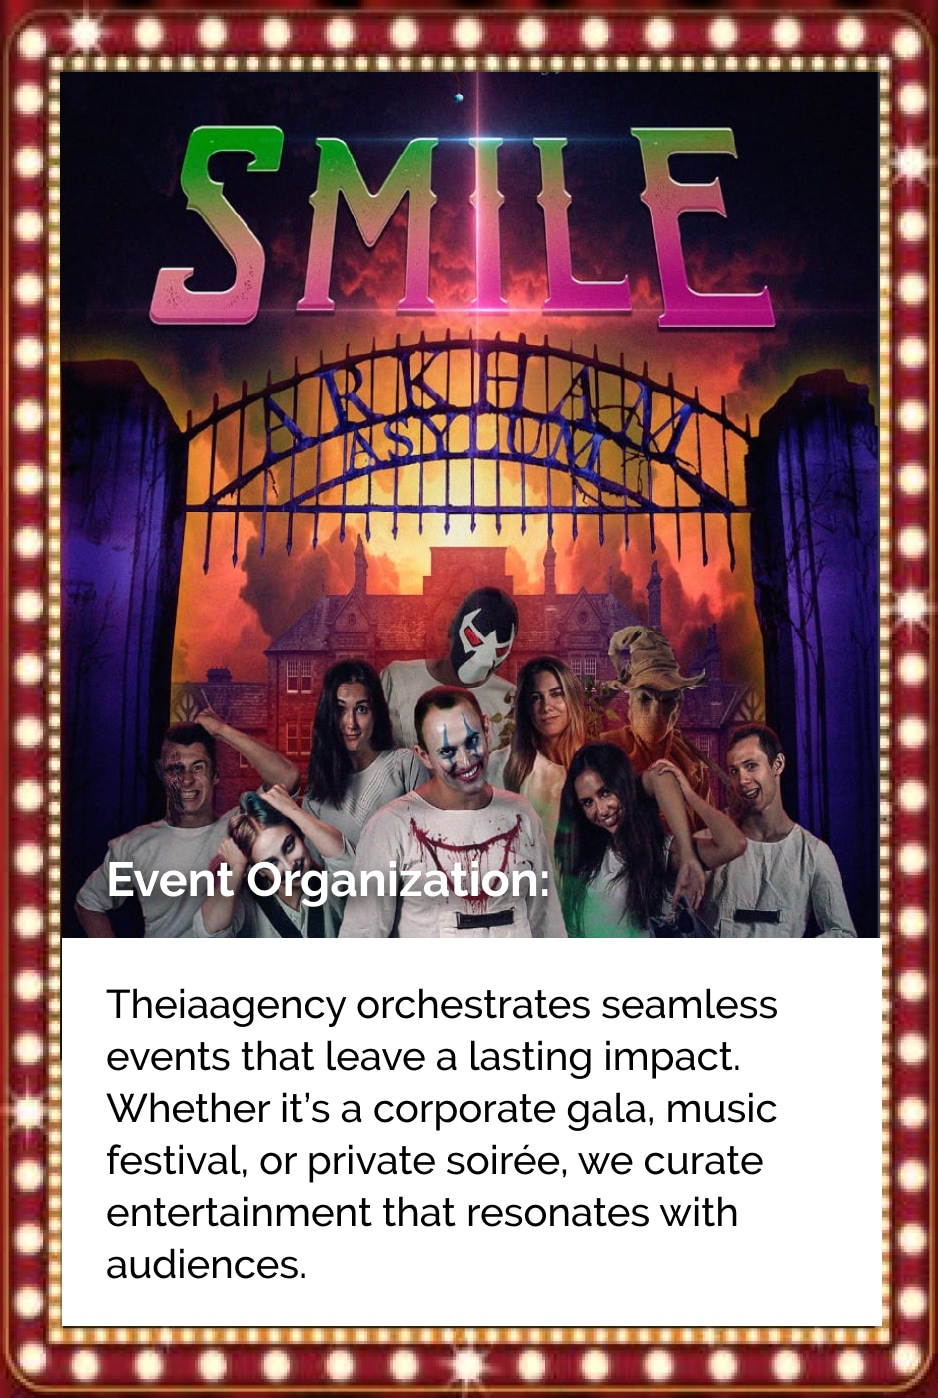 SMILE
ARKHAM
ASYLUM
Event Organization:
Theiaagency orchestrates seamless
events that leave a lasting impact.
Whether it’s a corporate gala, music
festival, or private soirée, we curate
entertainment that resonates with
audiences.